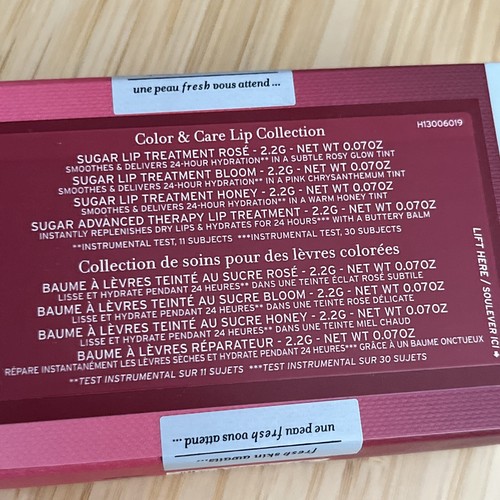 une peau fresh vous attend...
H13006019
Color & Care Lip Collection
SUGAR LIP TREATMENT ROSÉ - 2.2G - NET WT 0.07OZ
SMOOTHES & DELIVERS 24-HOUR HYDRATION** IN A SUBTLE ROSY GLOW TINT
SUGAR LIP TREATMENT BLOOM - 2.2G - NET WT 0.07OZ
SMOOTHES & DELIVERS 24-HOUR HYDRATION** IN A PINK CHRYSANTHEMUM TINT
SUGAR LIP TREATMENT HONEY - 2.2G - NET WT 0.07OZ
SMOOTHES & DELIVERS 24-HOUR HYDRATION** IN A WARM HONEY TINT
SUGAR ADVANCED THERAPY LIP TREATMENT - 2.2G - NET WT 0.07OZ
INSTANTLY REPLENISHES DRY LIPS & HYDRATES FOR 24 HOURS*** WITH A BUTTERY BALM
**INSTRUMENTAL TEST, 11 SUBJECTS ***INSTRUMENTAL TEST, 30 SUBJECTS
Collection de soins pour des lèvres colorées
BAUME À LÈVRES TEINTÉ AU SUCRE ROSÉ - 2.2G - NET WT 0.07OZ
LISSE ET HYDRATE PENDANT 24 HEURES** DANS UNE TEINTE ÉCLAT ROSÉ SUBTILE
BAUME À LÈVRES TEINTÉ AU SUCRE BLOOM - 2.2G - NET WT 0.07OZ
LISSE ET HYDRATE PENDANT 24 HEURES** DANS UNE TEINTE ROSE DÉLICATE
BAUME À LÈVRES TEINTÉ AU SUCRE HONEY - 2.2G - NET WT 0.07OZ
LISSE ET HYDRATE PENDANT 24 HEURES** DANS UNE TEINTE MIEL CHAUD
BAUME À LÈVRES RÉPARATEUR - 2.2G - NET WT 0.07OZ
RÉPARE INSTANTANÉMENT LES LÈVRES SÈCHES ET HYDRATE PENDANT 24 HEURES*** GRÂCE À UN BAUME ONCTUEUX
**TEST INSTRUMENTAL SUR 11 SUJETS ***TEST INSTRUMENTAL SUR 30 SUJETS
LIFT HERE / SOULEVER ICI
une peau fresh vous attend...
fresh skin awaits...